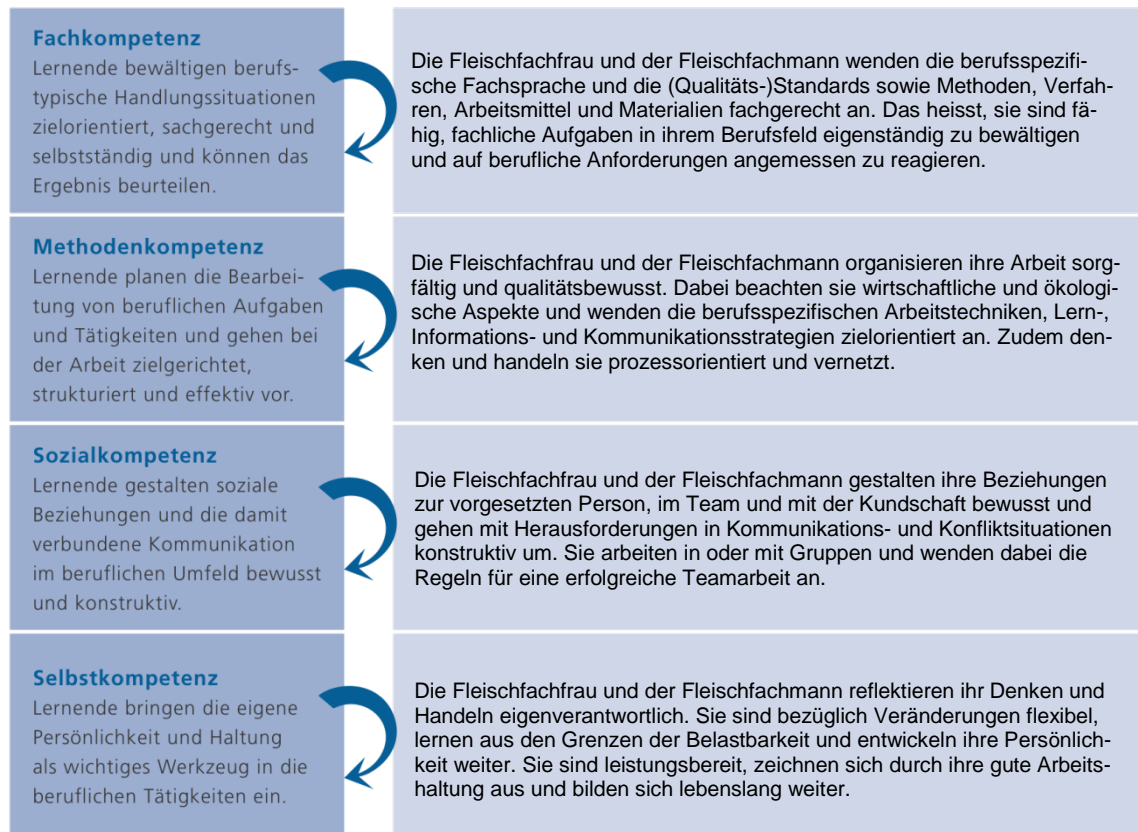 Fachkompetenz
Lernende bewältigen berufs-
typische Handlungssituationen
zielorientiert, sachgerecht und
selbstständig und können das
Ergebnis beurteilen.
Die Fleischfachfrau und der Fleischfachmann wenden die berufsspezifi-
sche Fachsprache und die (Qualitäts-)Standards sowie Methoden, Verfah-
ren, Arbeitsmittel und Materialien fachgerecht an. Das heisst, sie sind fä-
hig, fachliche Aufgaben in ihrem Berufsfeld eigenständig zu bewältigen
und auf berufliche Anforderungen angemessen zu reagieren.
Methodenkompetenz
Lernende planen die Bearbei-
tung von beruflichen Aufgaben
und Tätigkeiten und gehen bei
der Arbeit zielgerichtet,
strukturiert und effektiv vor.
Die Fleischfachfrau und der Fleischfachmann organisieren ihre Arbeit sorg-
fältig und qualitätsbewusst. Dabei beachten sie wirtschaftliche und ökologi-
sche Aspekte und wenden die berufsspezifischen Arbeitstechniken, Lern-,
Informations- und Kommunikationsstrategien zielorientiert an. Zudem den-
ken und handeln sie prozessorientiert und vernetzt.
Sozialkompetenz
Lernende gestalten soziale
Beziehungen und die damit
verbundene Kommunikation
im beruflichen Umfeld bewusst
und konstruktiv.
Die Fleischfachfrau und der Fleischfachmann gestalten ihre Beziehungen
zur vorgesetzten Person, im Team und mit der Kundschaft bewusst und
gehen mit Herausforderungen in Kommunikations- und Konfliktsituationen
konstruktiv um. Sie arbeiten in oder mit Gruppen und wenden dabei die
Regeln für eine erfolgreiche Teamarbeit an.
Selbstkompetenz
Lernende bringen die eigene
Persönlichkeit und Haltung
als wichtiges Werkzeug in die
beruflichen Tätigkeiten ein.
Die Fleischfachfrau und der Fleischfachmann reflektieren ihr Denken und
Handeln eigenverantwortlich. Sie sind bezüglich Veränderungen flexibel,
lernen aus den Grenzen der Belastbarkeit und entwickeln ihre Persönlich-
keit weiter. Sie sind leistungsbereit, zeichnen sich durch ihre gute Arbeits-
haltung aus und bilden sich lebenslang weiter.